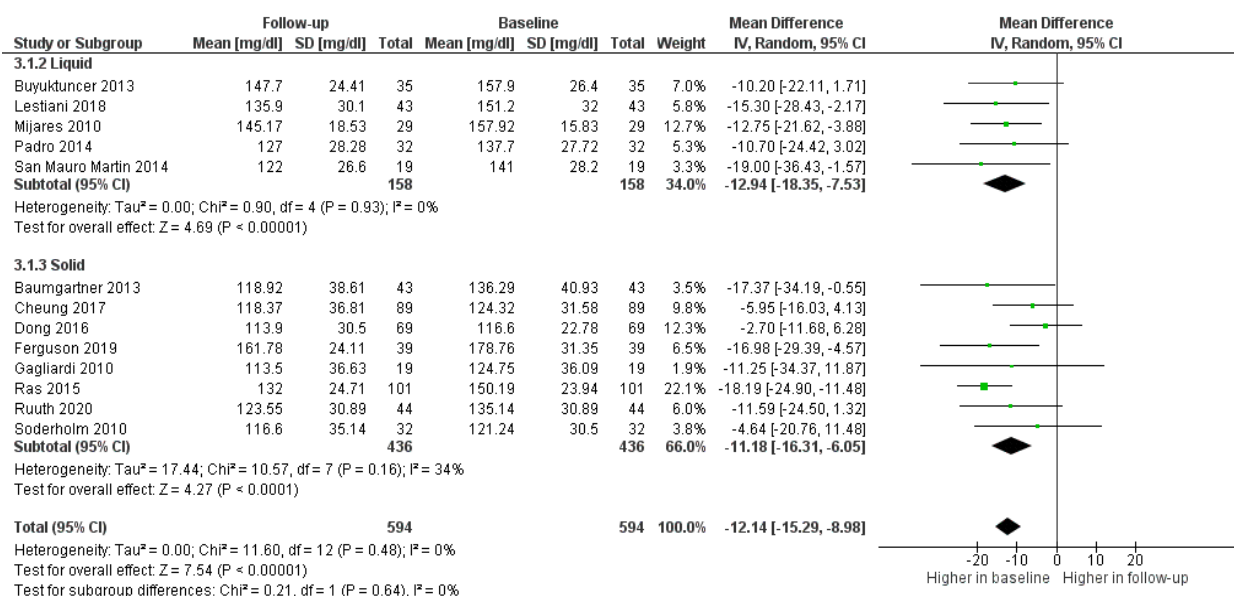 Follow-up Baseline Mean Difference Mean Difference
Study or Subgroup Mean [mg/dl] SD [mg/dl] Total Mean [mg/dl] SD [mg/dl] Total Weight IV, Random, 95% CI IV, Random, 95% CI
3.1.2 Liquid
Buyuktuncer 2013 147.7 24.41 35 157.9 26.4 35 7.0% -10.20 [-22.11, 1.71]
Lestiani 2018 135.9 30.1 43 151.2 32 43 5.8% -15.30 [-28.43, -2.17]
Mijares 2010 145.17 18.53 29 157.92 15.83 29 12.7% -12.75 [-21.62, -3.88]
Padro 2014 127 28.28 32 137.7 27.72 32 5.3% -10.70 [-24.42, 3.02]
San Mauro Martin 2014 122 26.6 19 141 28.2 19 3.3% -19.00 [-36.43, -1.57]
Subtotal (95% CI) 158 158 34.0% -12.94 [-18.35, -7.53]
Heterogeneity: Tau² = 0.00; Chi² = 0.90, df = 4 (P = 0.93); I² = 0%
Test for overall effect: Z = 4.69 (P < 0.00001)
3.1.3 Solid
Baumgartner 2013 118.92 38.61 43 136.29 40.93 43 3.5% -17.37 [-34.19, -0.55]
Cheung 2017 118.37 36.81 89 124.32 31.58 89 9.8% -5.95 [-16.03, 4.13]
Dong 2016 113.9 30.5 69 116.6 22.78 69 12.3% -2.70 [-11.68, 6.28]
Ferguson 2019 161.78 24.11 39 178.76 31.35 39 6.5% -16.98 [-29.39, -4.57]
Gagliardi 2010 113.5 36.63 19 124.75 36.09 19 1.9% -11.25 [-34.37, 11.87]
Ras 2015 132 24.71 101 150.19 23.94 101 22.1% -18.19 [-24.90, -11.48]
Ruuth 2020 123.55 30.89 44 135.14 30.89 44 6.0% -11.59 [-24.50, 1.32]
Soderholm 2010 116.6 35.14 32 121.24 30.5 32 3.8% -4.64 [-20.76, 11.48]
Subtotal (95% CI) 436 436 66.0% -11.18 [-16.31, -6.05]
Heterogeneity: Tau² = 17.44; Chi² = 10.57, df = 7 (P = 0.16); I² = 34%
Test for overall effect: Z = 4.27 (P < 0.0001)
Total (95% CI) 594 594 100.0% -12.14 [-15.29, -8.98]
Heterogeneity: Tau² = 0.00; Chi² = 11.60, df = 12 (P = 0.48); I² = 0%
Test for overall effect: Z = 7.54 (P < 0.00001)
Test for subgroup differences: Chi² = 0.21, df = 1 (P = 0.64), I² = 0%
-20 -10 0 10 20
Higher in baseline Higher in follow-up